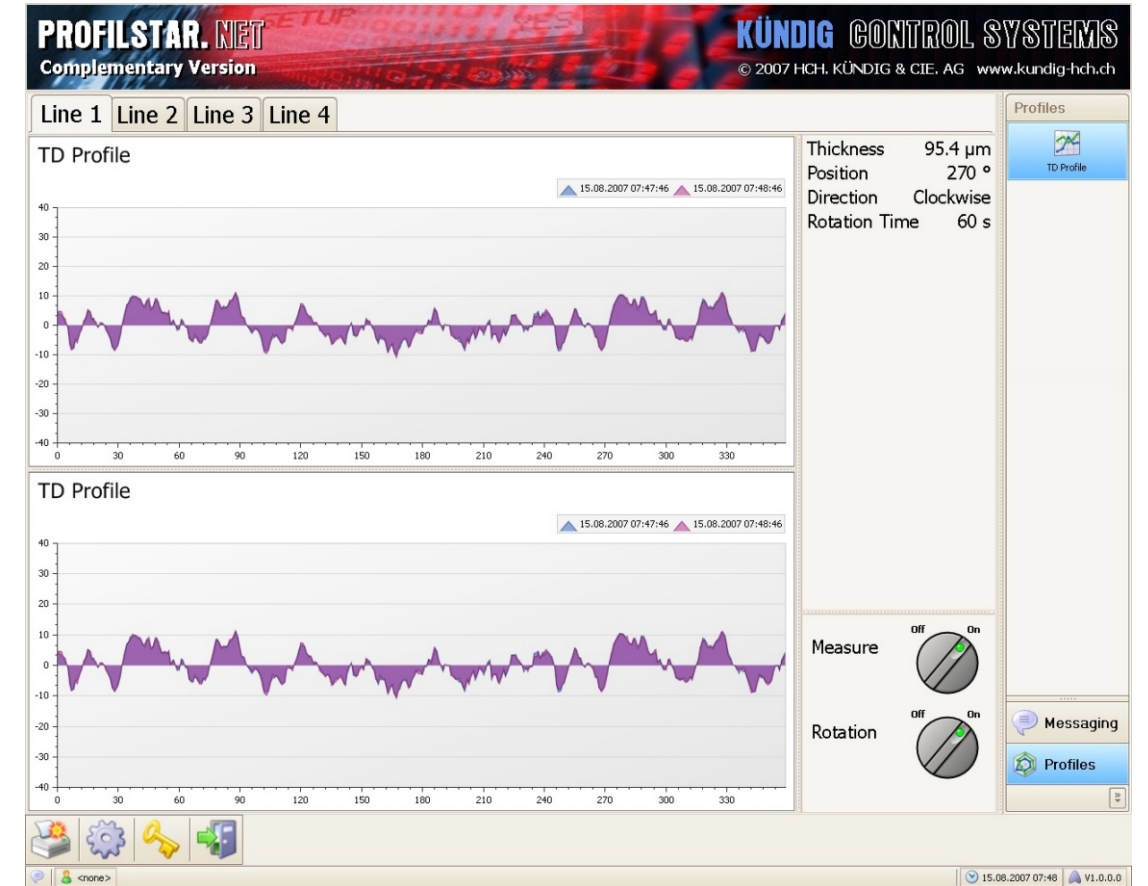 PROFILSTAR. NET
Complementary Version
KÜNDIG CONTROL SYSTEMS
© 2007 HCH. KÜNDIG & CIE. AG www.kundig-hch.ch
SETUP
YES
Line 1 Line 2 Line 3 Line 4
TD Profile
15.08.2007 07:47:46 15.08.2007 07:48:46
40
30
20
10
0
-10
-20
-30
-40
0 30 60 90 120 150 180 210 240 270 300 330
TD Profile
15.08.2007 07:47:46 15.08.2007 07:48:46
40
30
20
10
0
-10
-20
-30
-40
0 30 60 90 120 150 180 210 240 270 300 330
Thickness 95.4 µm
Position 270 °
Direction Clockwise
Rotation Time 60 s
Off On
Measure
Off On
Rotation
Profiles
TD Profile
Messaging
Profiles
<none>
15.08.2007 07:48 V1.0.0.0